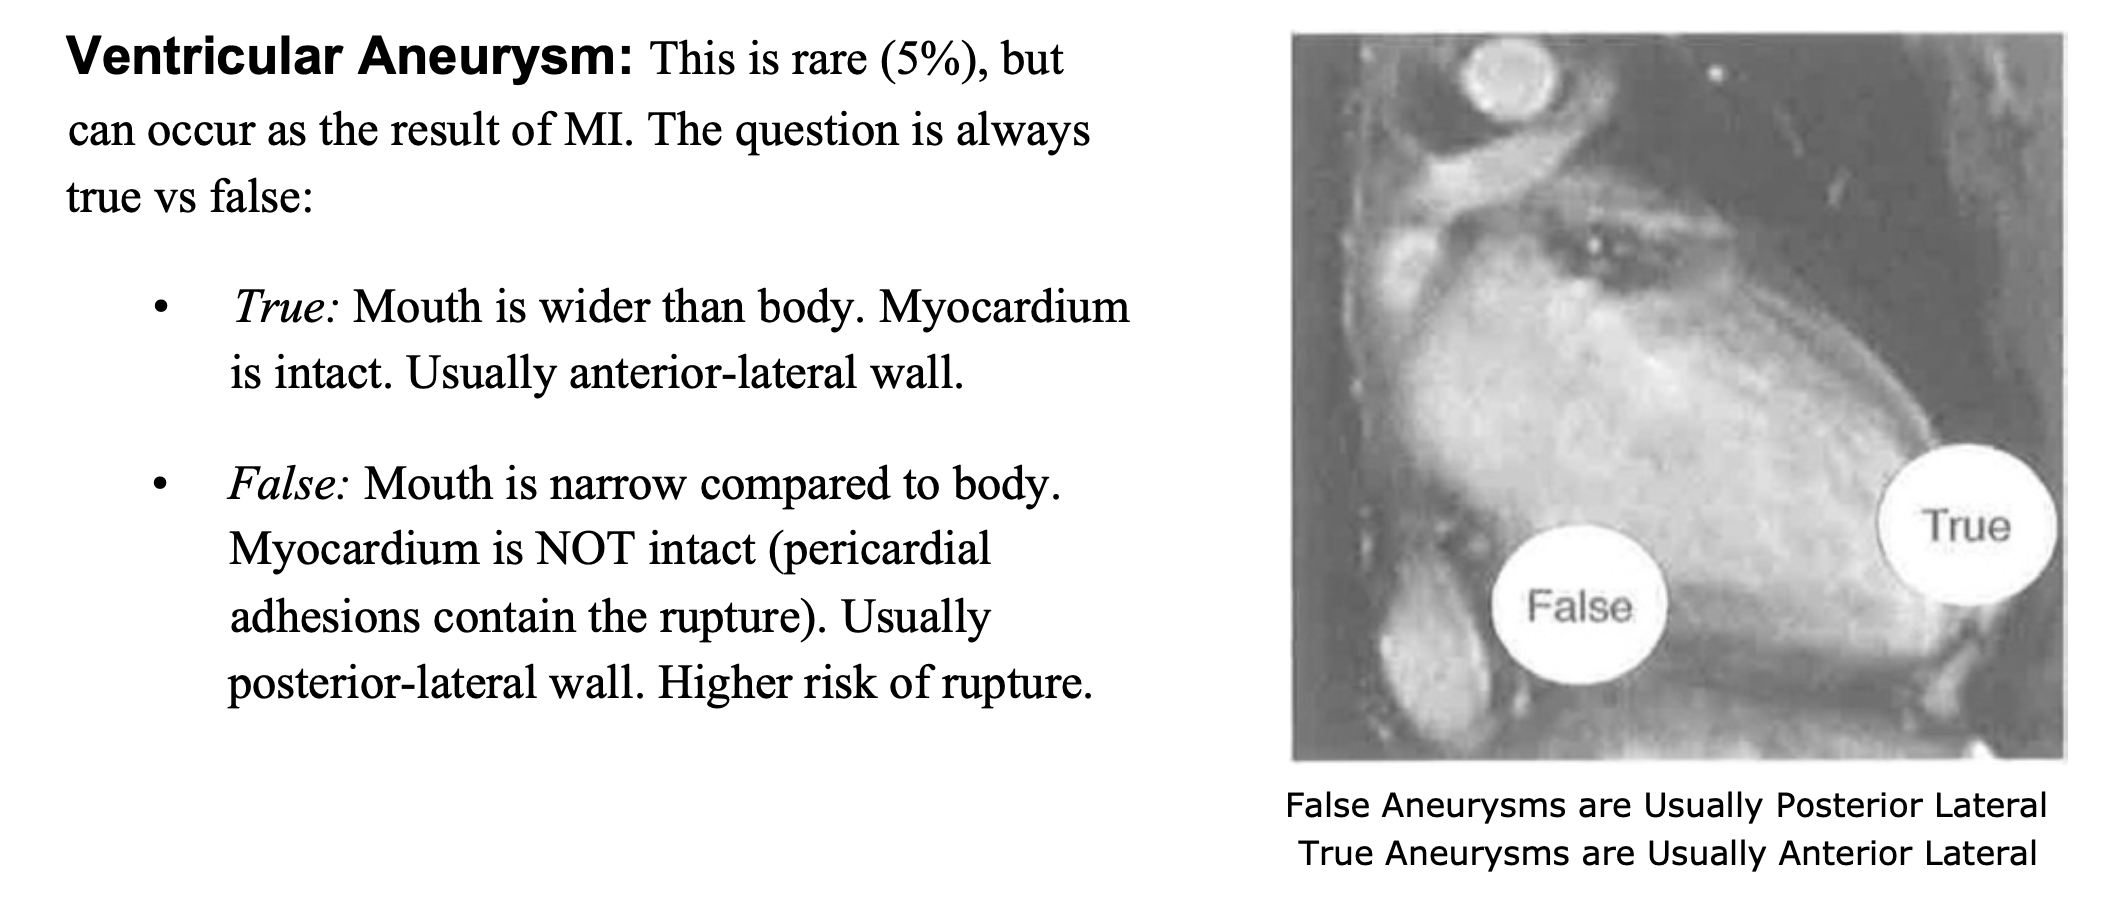 Ventricular Aneurysm: This is rare (5%), but
can occur as the result of MI. The question is always
true vs false:
• True: Mouth is wider than body. Myocardium
is intact. Usually anterior-lateral wall.
• False: Mouth is narrow compared to body.
Myocardium is NOT intact (pericardial
adhesions contain the rupture). Usually
posterior-lateral wall. Higher risk of rupture.
True
False
False Aneurysms are Usually Posterior Lateral
True Aneurysms are Usually Anterior Lateral